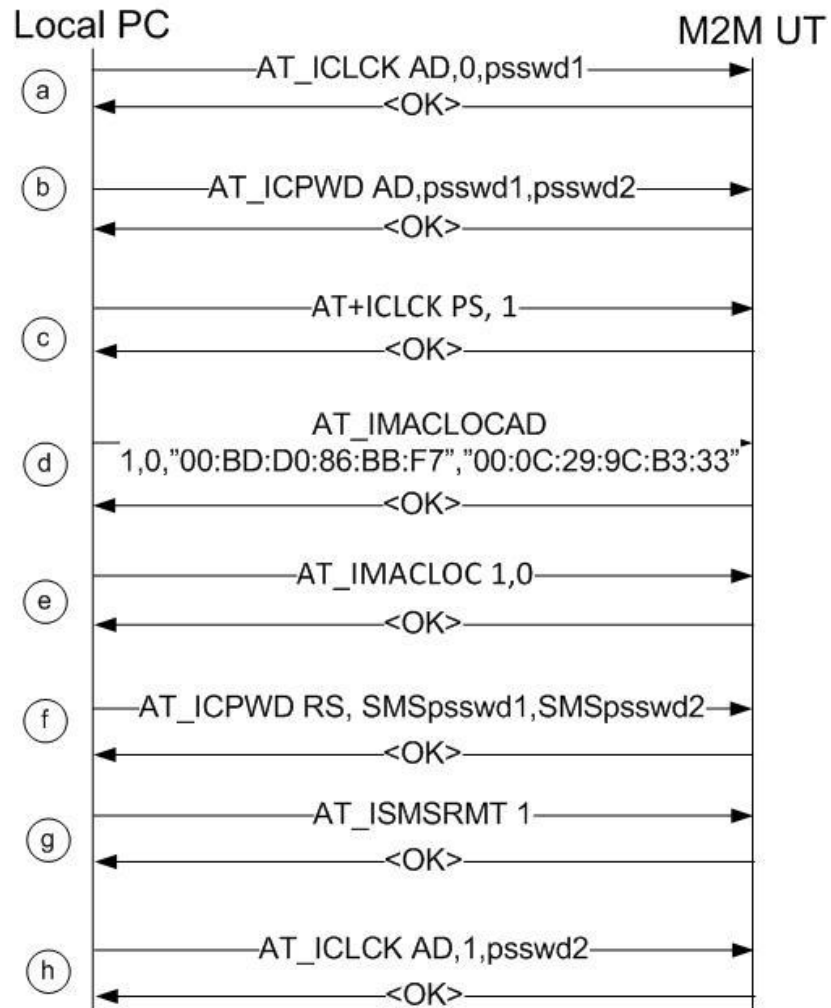 Local PC
M2M UT
a
AT_ICLCK AD,0,psswd1
<OK>
b
AT_ICPWD AD,psswd1,psswd2
<OK>
c
AT+ICLCK PS, 1
<OK>
d
AT_IMACLOCAD
1,0,”00:BD:D0:86:BB:F7”,”00:0C:29:9C:B3:33”
<OK>
e
AT_IMACLOC 1,0
<OK>
f
AT_ICPWD RS, SMSpsswd1,SMSpsswd2
<OK>
g
AT_ISMSRMT 1
<OK>
h
AT_ICLCK AD,1,psswd2
<OK>